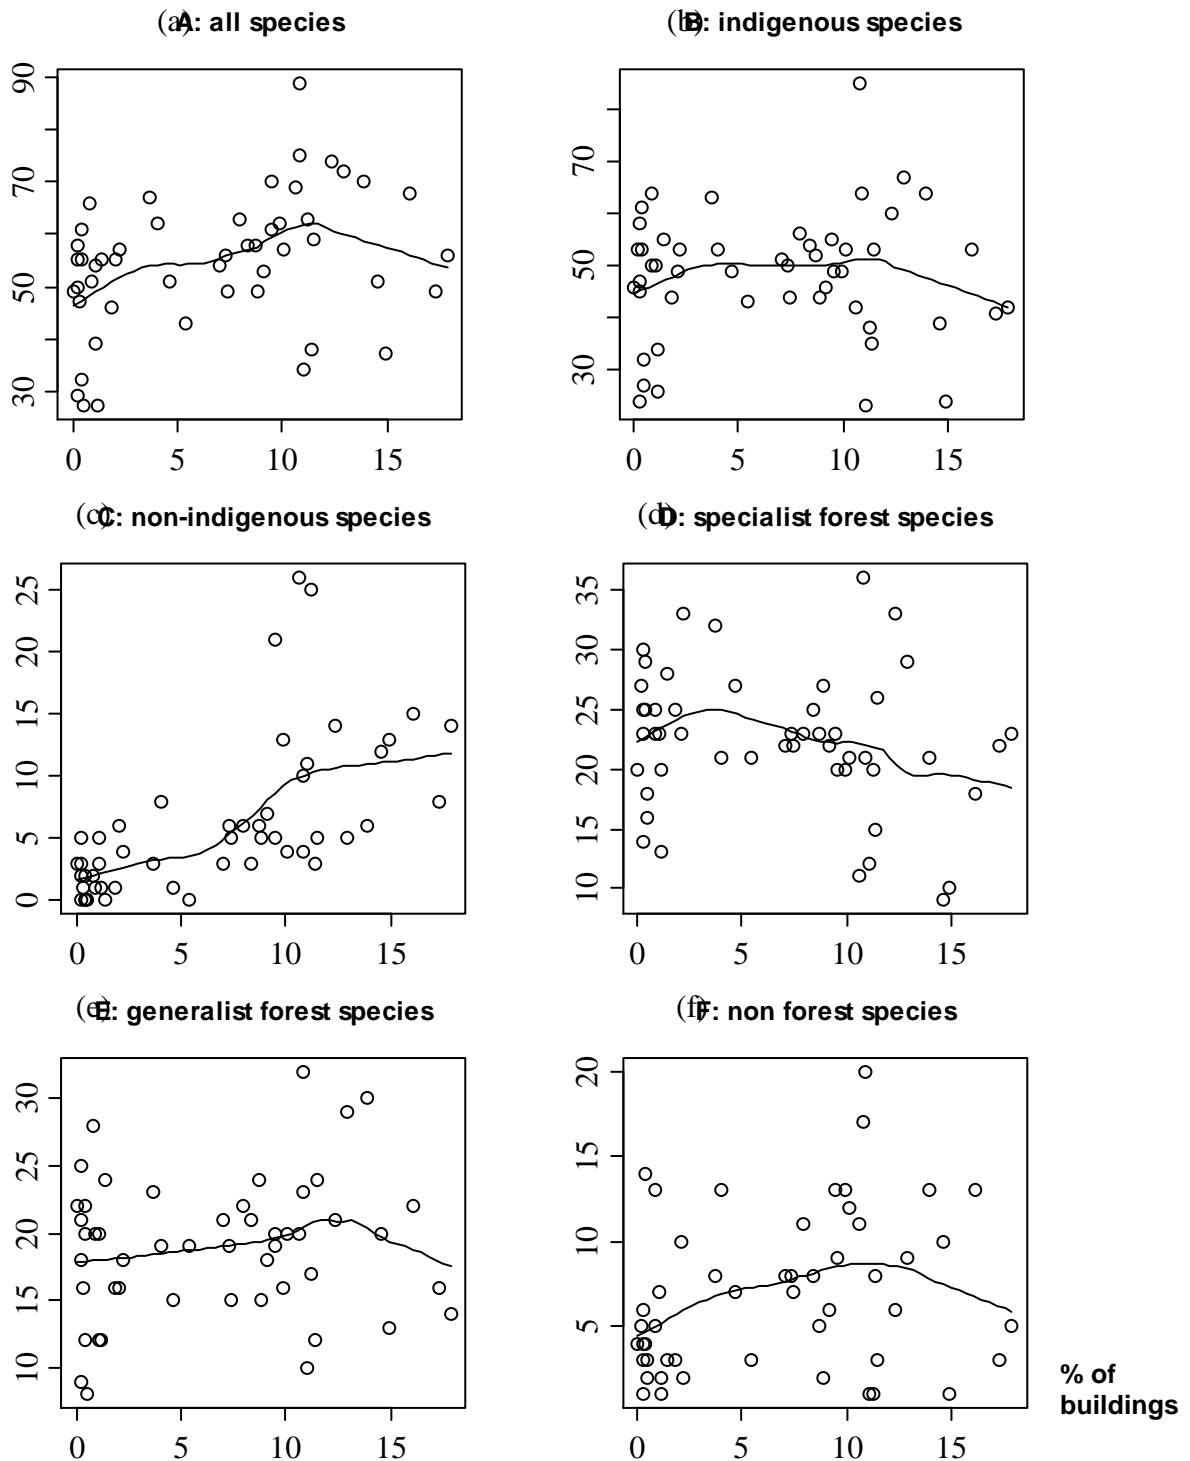 (a) A: all species
(b) B: indigenous species
90
70
50
30
0 5 10 15
70
50
30
0 5 10 15
(c) C: non-indigenous species
(d) D: specialist forest species
25
20
15
10
5
0
0 5 10 15
35
30
25
20
15
10
0 5 10 15
(e) E: generalist forest species
(f) F: non forest species
30
25
20
15
10
0 5 10 15
20
15
10
5
0 5 10 15
% of
buildings